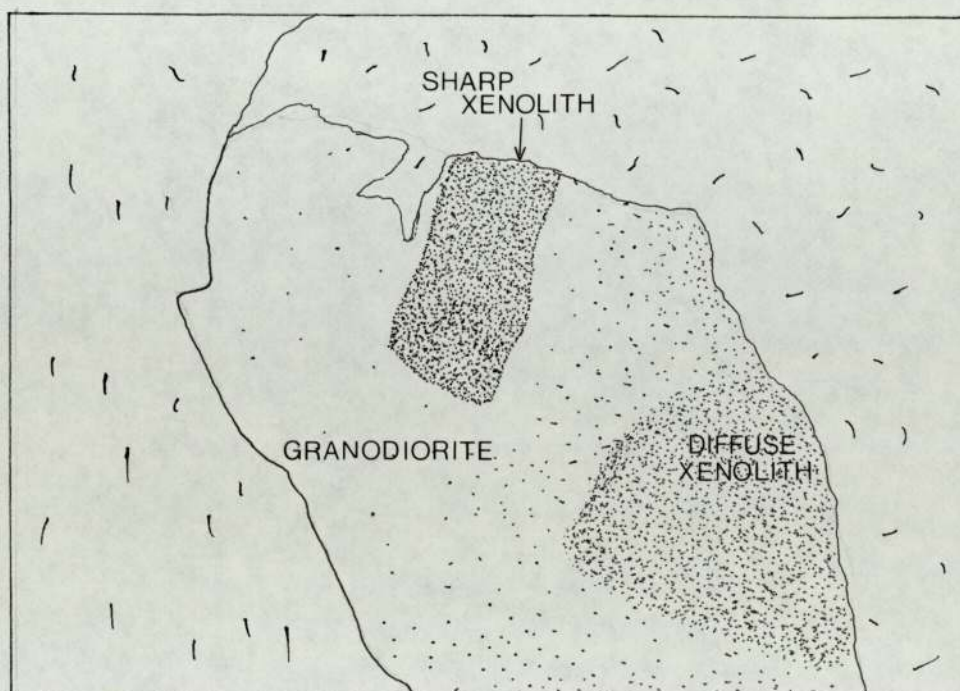 SHARP
XENOLITH
GRANODIORITE
DIFFUSE
XENOLITH